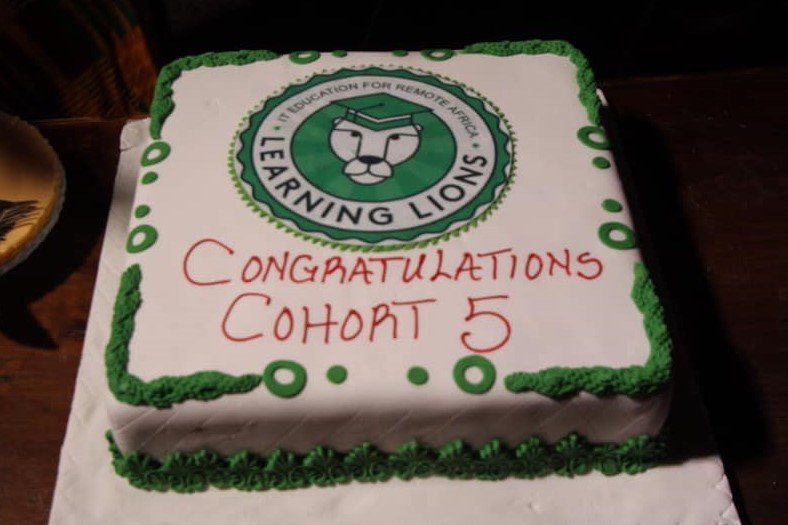 IT EDUCATION FOR REMOTE AFRICA
LEARNING LIONS
CONGRATULATIONS
COHORT 5